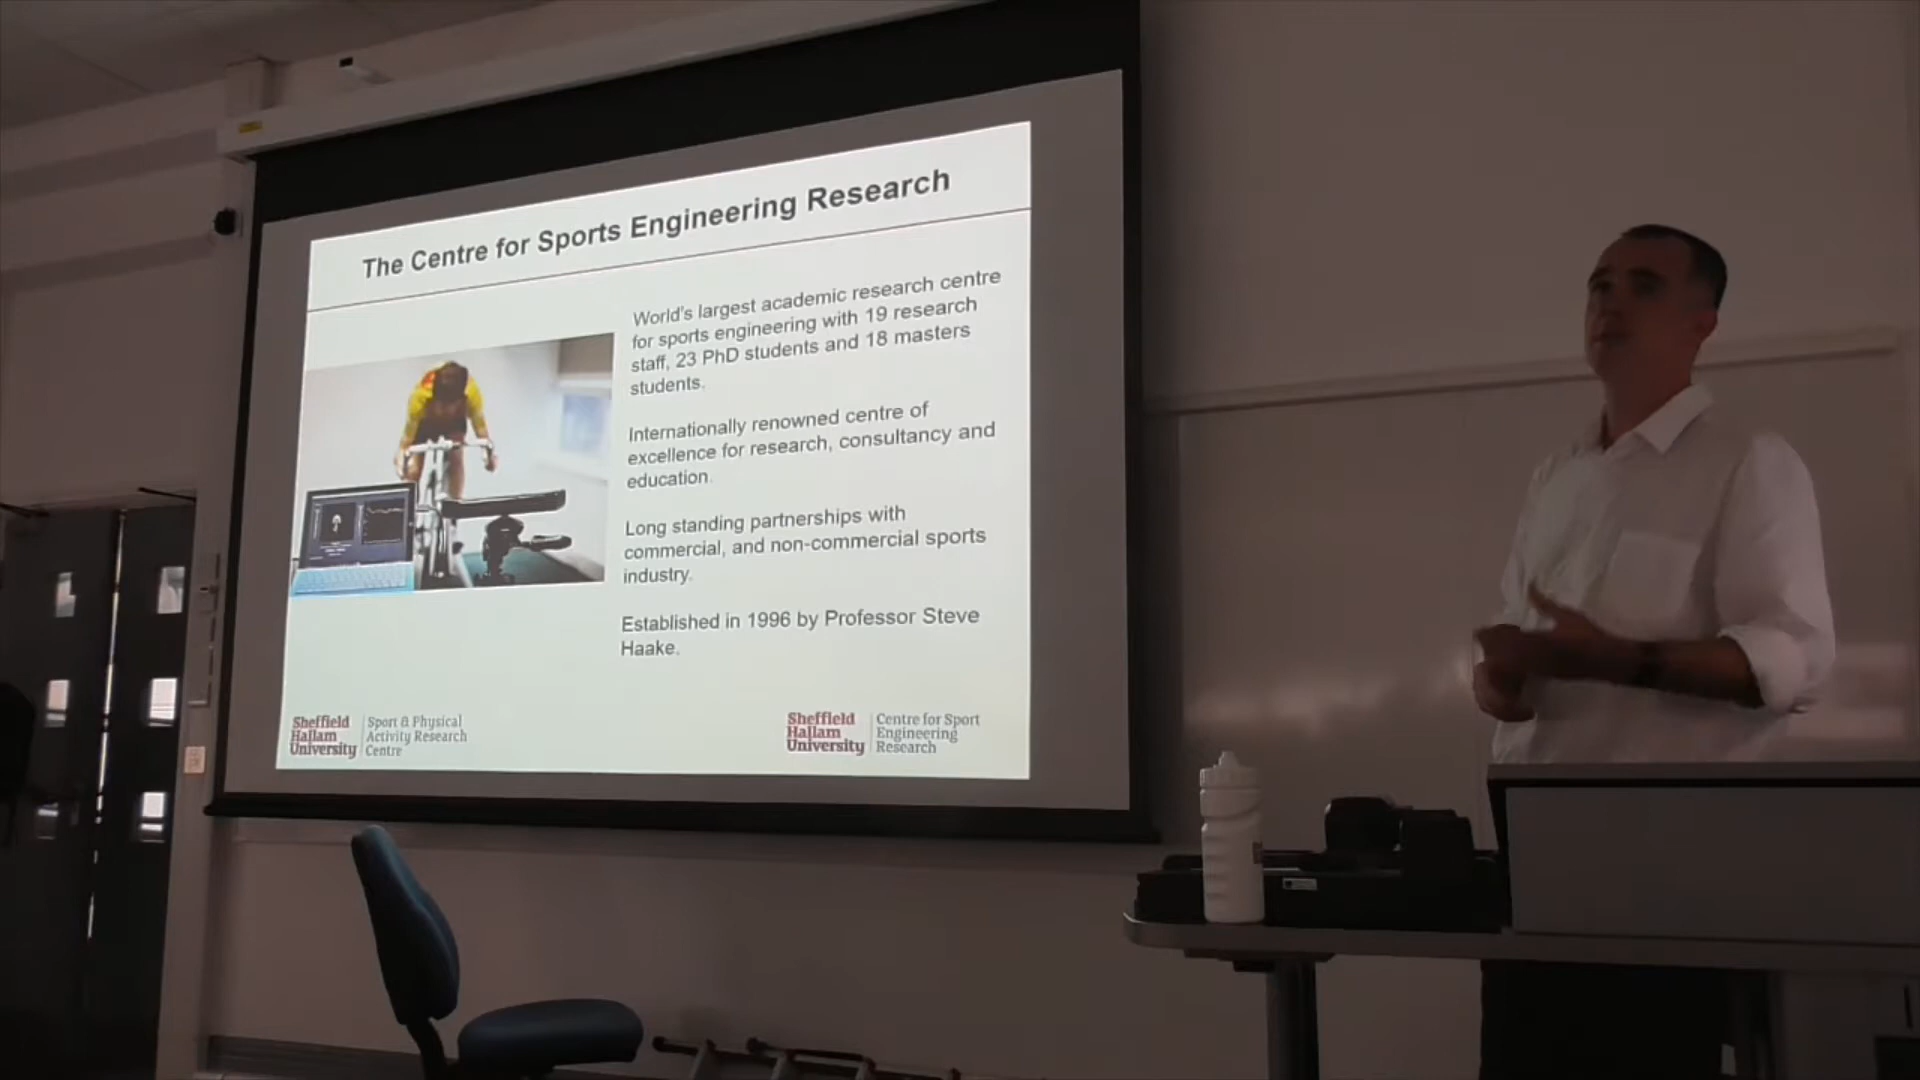 The Centre for Sports Engineering Research
World's largest academic research centre
for sports engineering with 19 research
staff, 23 PhD students and 18 masters
students.
Internationally renowned centre of
excellence for research, consultancy and
education.
Long standing partnerships with
commercial, and non-commercial sports
industry.
Established in 1996 by Professor Steve
Haake.
Sheffield
Hallam
University
Sport & Physical
Activity Research
Centre
Sheffield
Hallam
University
Centre for Sport
Engineering
Research